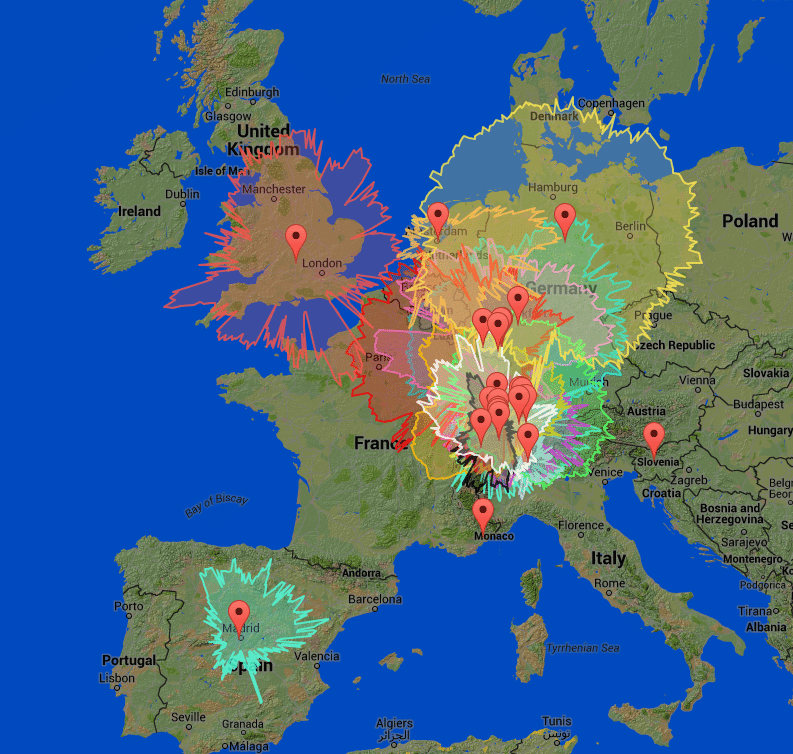 North Sea
Edinburgh
Glasgow
United
Kingdom
Isle of Man
Dublin
Ireland
Manchester
London
Copenhagen
Denmark
Hamburg
Berlin
Poland
Germany
Prague
Czech Republic
Paris
Slovakia
Vienna
Munich
Budapest
Austria
Hungary
France
Slovenia
Zagreb
Venice
Croatia
Bay of Biscay
Bosnia and
Herzegovina
Sarajevo
Monaco
Florence
Montenegro
Italy
Andorra
Podgorica
Rome
Barcelona
Porto
Tirana
Albania
Madrid
Tyrrhenian Sea
Valencia
Portugal
Spain
Lisbon
Seville
Granada
Málaga
Algiers
الجزائر
Tunis
تونس